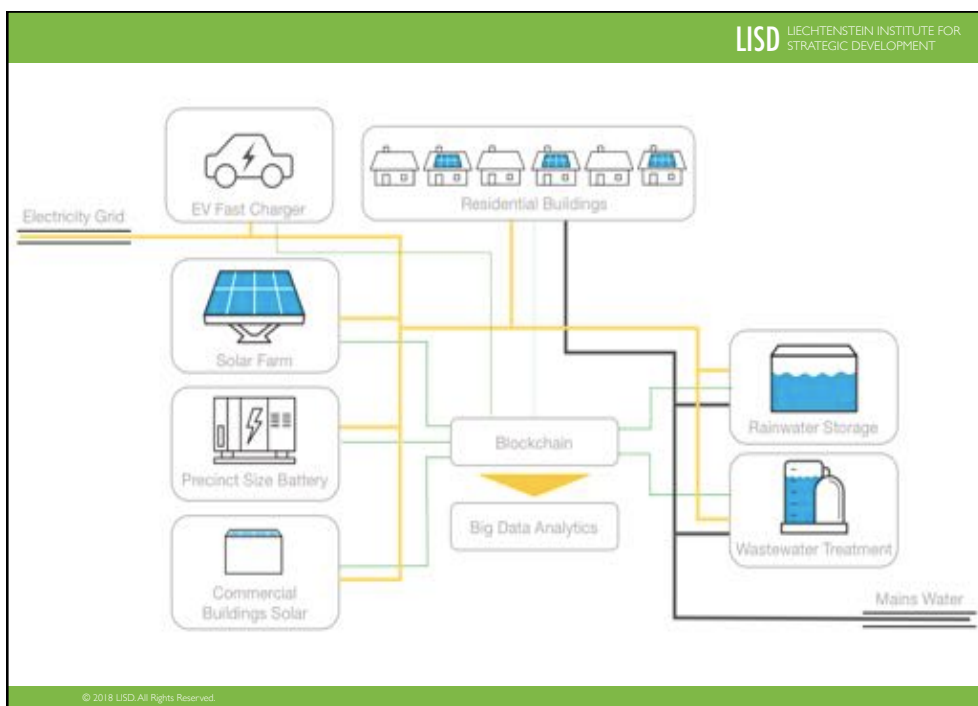 LISD LIECHTENSTEIN INSTITUTE FOR
STRATEGIC DEVELOPMENT
EV Fast Charger
Residential Buildings
Electricity Grid
Solar Farm
Rainwater Storage
Blockchain
Precinct Size Battery
Big Data Analytics
Wastewater Treatment
Commercial
Buildings Solar
Mains Water
© 2018 LISD. All Rights Reserved.